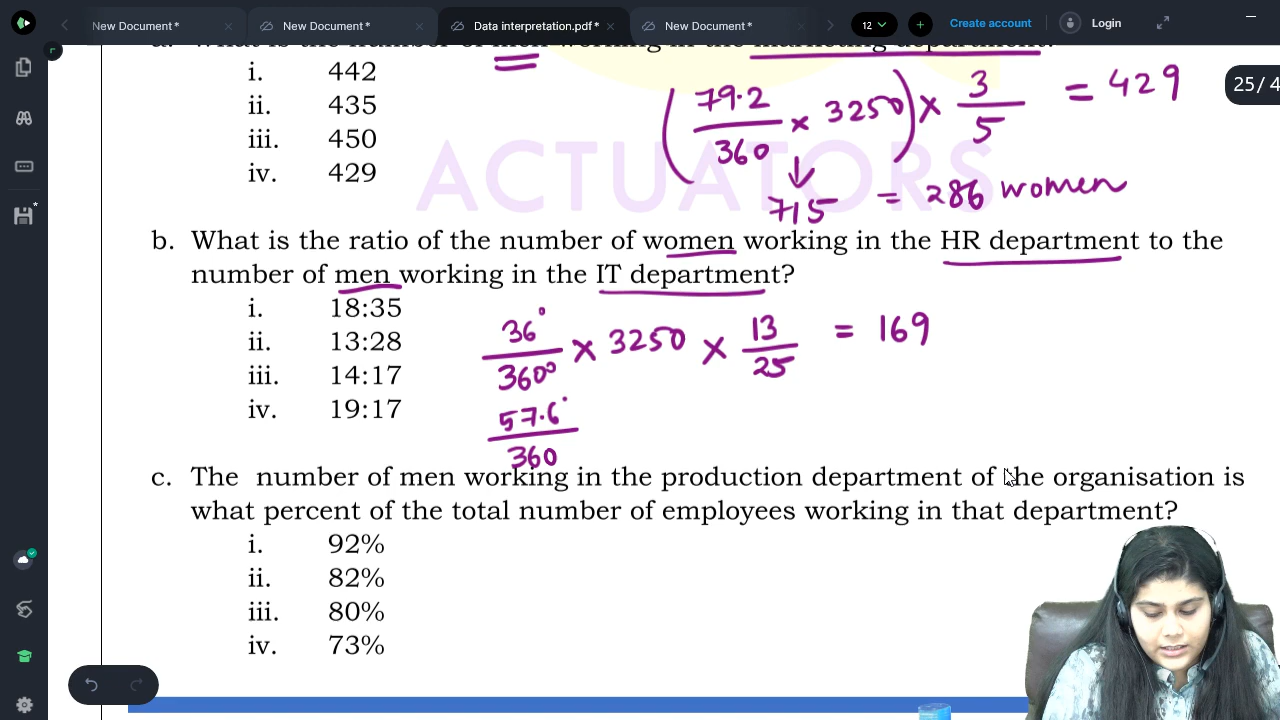 New Document* New Document* Data interpretation.pdf* New Document* 12 Create account Login
25/4
i. 442
ii. 435
iii. 450
iv. 429
(79.2/360 × 3250) × 3/5 = 429
ACTUATORS
715 = 286 women
b. What is the ratio of the number of women working in the HR department to the
number of men working in the IT department?
i. 18:35
ii. 13:28
iii. 14:17
iv. 19:17
36°/360° × 3250 × 13/25 = 169
57.6°/360
c. The number of men working in the production department of the organisation is
what percent of the total number of employees working in that department?
i. 92%
ii. 82%
iii. 80%
iv. 73%